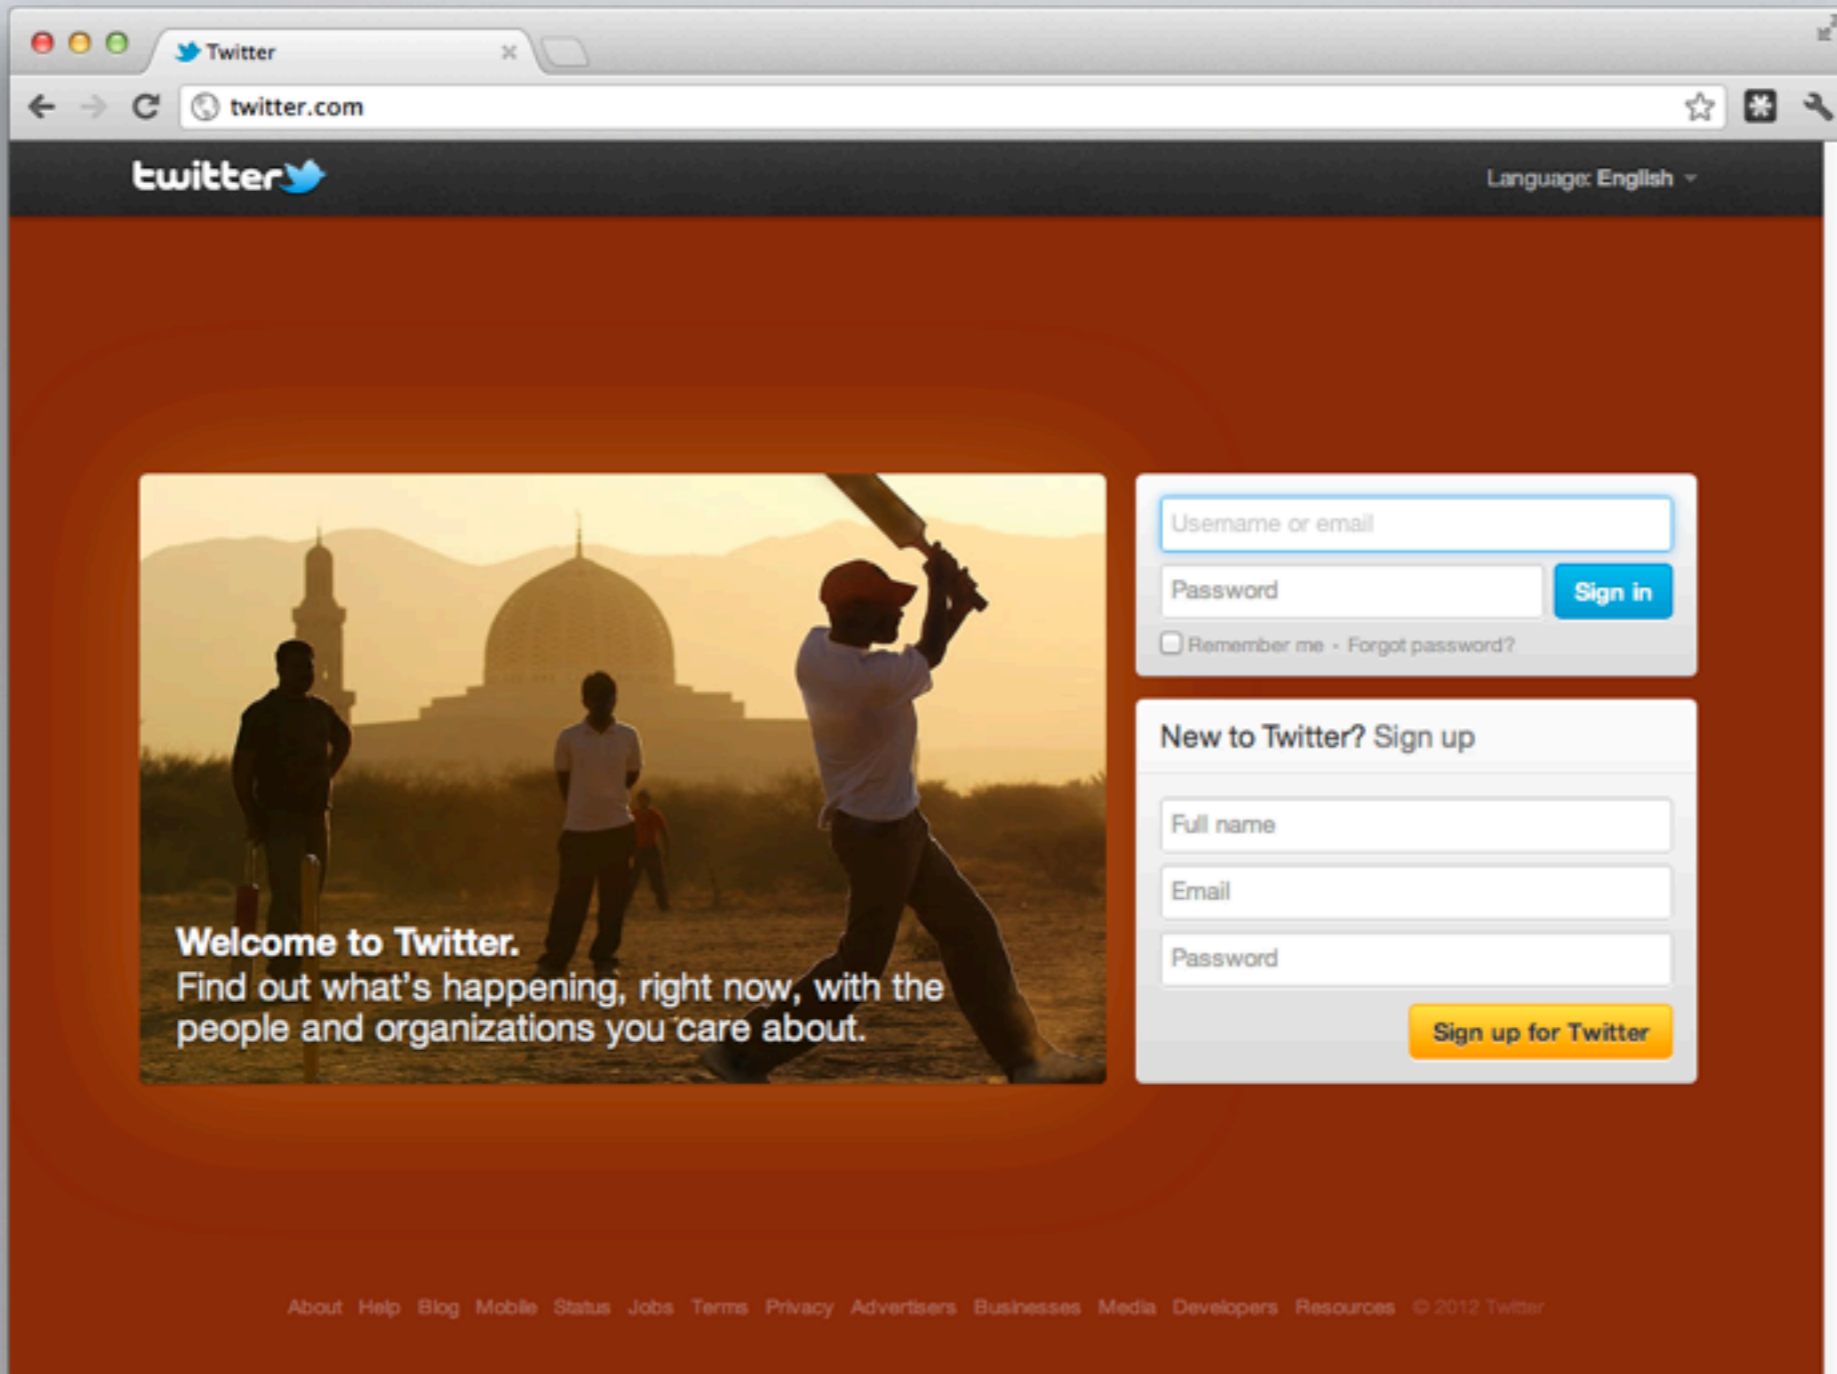 Twitter
twitter.com
twitter
Language: English
Welcome to Twitter.
Find out what's happening, right now, with the
people and organizations you care about.
Username or email
Password
Sign in
Remember me · Forgot password?
New to Twitter? Sign up
Full name
Email
Password
Sign up for Twitter
About Help Blog Mobile Status Jobs Terms Privacy Advertisers Businesses Media Developers Resources © 2012 Twitter